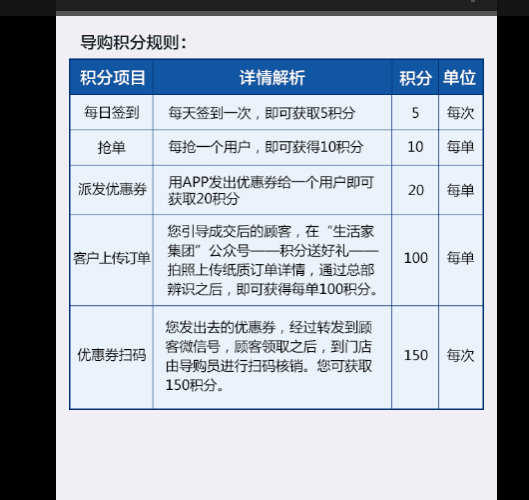 导购积分规则：
积分项目 详情解析 积分 单位
每日签到 每天签到一次，即可获取5积分 5 每次
抢单 每抢一个用户，即可获得10积分 10 每单
派发优惠券 用APP发出优惠券给一个用户即可
获取20积分 20 每单
您引导成交后的顾客，在“生活家
集团”公众号——积分送好礼——
客户上传订单 拍照上传纸质订单详情，通过总部 100 每单
辨识之后，即可获得每单100积分。
您发出去的优惠券，经过转发到顾
客微信号，顾客领取之后，到门店
优惠券扫码 由导购员进行扫码核销。您可获取 150 每次
150积分。